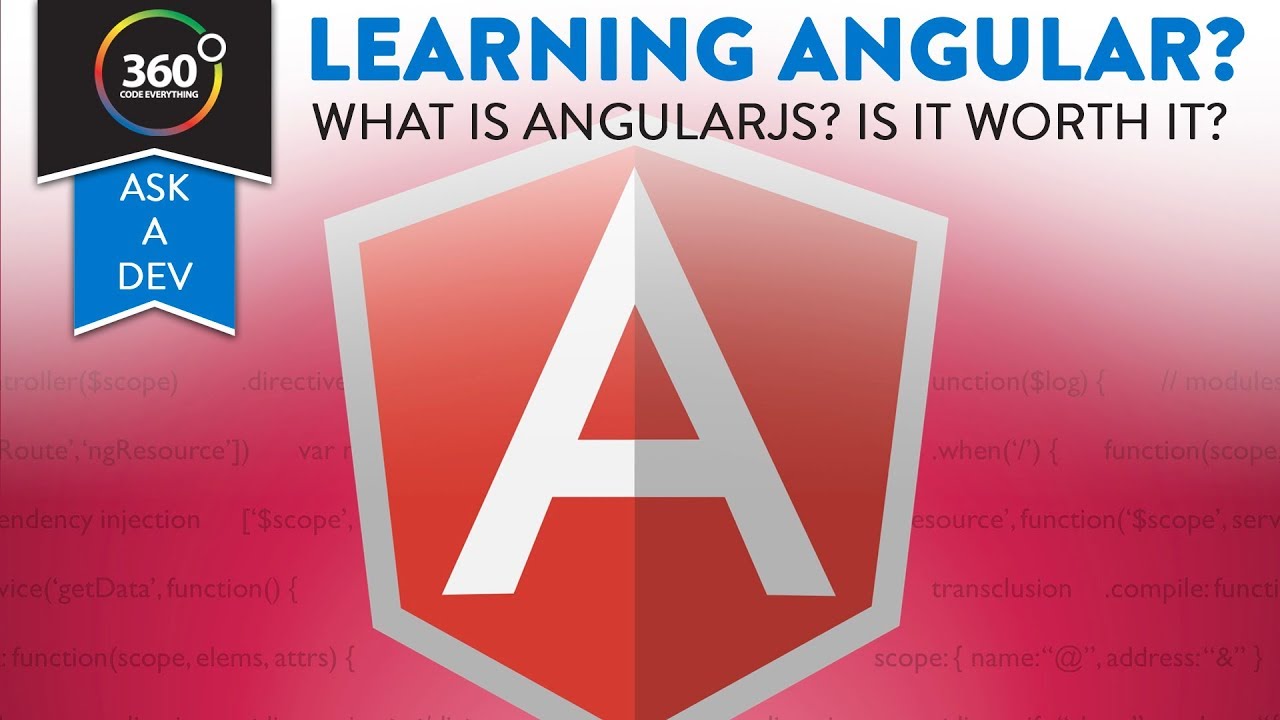 360°
CODE EVERYTHING
ASK
A
DEV
LEARNING ANGULAR?
WHAT IS ANGULARJS? IS IT WORTH IT?
A
ntroller($scope) .directive
unction($log) { // modules
Route’,‘ngResource’]) var
.when(‘/’) { function(scope
endency injection [‘$scope’,
esource’, function(‘$scope’, serv
vice(‘getData’, function() {
transclusion .compile: functi
: function(scope, elems, attrs) {
scope: { name:“@”, address:“&” }